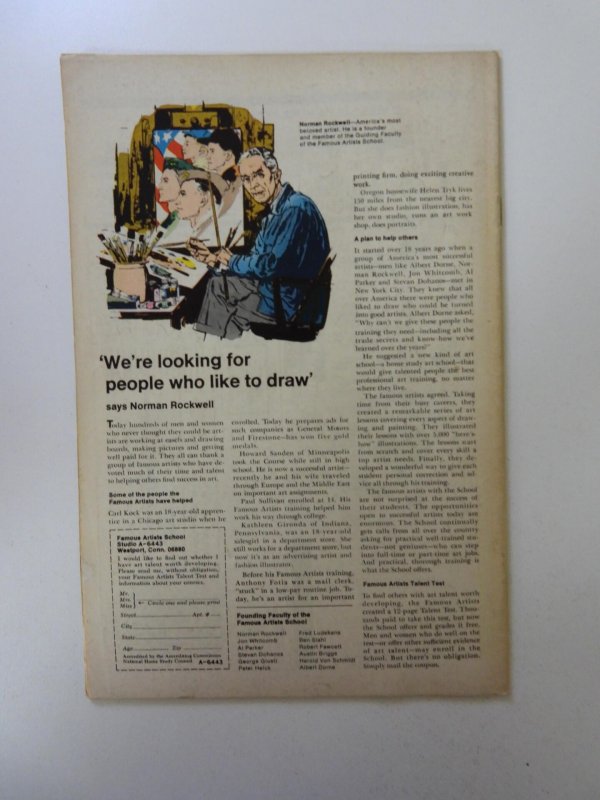 Norman Rockwell—America's most
beloved artist. He is a founder
and member of the Guiding Faculty
of the Famous Artists School.
'We're looking for
people who like to draw'
says Norman Rockwell
Today hundreds of men and women
who never thought they could be art-
ists are working at easels and drawing
boards, making pictures and getting
well paid for it. They all can thank a
group of famous artists who have de-
voted much of their time and talent
to helping others find success in art.
Some of the people the
Famous Artists have helped
Carl Kock was an 18-year-old appren-
tice in a Chicago art studio when he
enrolled. Today he prepares ads for
such companies as General Motors
and Firestone—has won five gold
medals.
Howard Sanden of Minneapolis
took the Course while still in high
school. He is now a successful artist—
recently he and his wife traveled
through Europe and the Middle East
on important art assignments.
Paul Sullivan enrolled at 14. His
Famous Artists training helped him
work his way through college.
Kathleen Gironda of Indiana,
Pennsylvania, was an 18-year-old
salesgirl in a department store. She
still works for a department store, but
now it's as an advertising artist and
fashion illustrator.
Before his Famous Artists training,
Anthony Folia was a mail clerk,
"stuck" in a low-pay routine job. To-
day, he's an artist for an important
printing firm, doing exciting creative
work.
Oregon housewife Helen Tryk lives
150 miles from the nearest big city.
But she does fashion illustration, has
her own studio, runs an art work
shop, does portraits.
A plan to help others
It started over 18 years ago when a
group of America's most successful
artists—men like Albert Dorne, Nor-
man Rockwell, Jon Whitcomb, Al
Parker and Stevan Dohanos—met in
New York City. They knew that all
over America there were people who
liked to draw who could be turned
into good artists. Albert Dorne asked,
"Why can't we give these people the
training they need—including all the
trade secrets and know-how we've
learned over the years?"
He suggested a new kind of art
school—a home study art school—that
would give talented people the best
professional art training, no matter
where they live.
The famous artists agreed. Taking
time from their busy careers, they
created a remarkable series of art
lessons covering every aspect of draw-
ing and painting. They illustrated
their lessons with over 5,000 "here's
how" illustrations. The lessons start
from scratch and cover every skill a
top artist needs. Finally, they de-
veloped a wonderful way to give each
student personal correction and ad-
vice all through his training.
The famous artists with the School
are not surprised at the success of
their students. The opportunities
open to successful artists today are
enormous. The School continually
gets calls from all over the country
asking for practical well-trained stu-
dents—not geniuses—who can step
into full-time or part-time art jobs.
And practical, thorough training is
what the School offers.
Famous Artists Talent Test
To find others with art talent worth
developing, the Famous Artists
created a 12-page Talent Test. Thou-
sands paid to take this test, but now
the School offers and grades it free.
Men and women who do well on the
test—or offer other sufficient evidence
of art talent—may enroll in the
School. But there's no obligation.
Simply mail the coupon.
Famous Artists School
Studio A-6443
Westport, Conn. 06880
I would like to find out whether I
have art talent worth developing.
Please send me, without obligation,
your Famous Artists Talent Test and
information about your courses.
Mr.
Mrs.
Miss
Circle one and please print
Street Apt. #
City
State
Age Zip
Accredited by the Accrediting Commission
National Home Study Council A-6443
Founding Faculty of the
Famous Artists School
Norman Rockwell
Jon Whitcomb
Al Parker
Stevan Dohanos
George Giusti
Peter Helck
Fred Ludekens
Ben Stahl
Robert Fawcett
Austin Briggs
Harold Von Schmidt
Albert Dorne